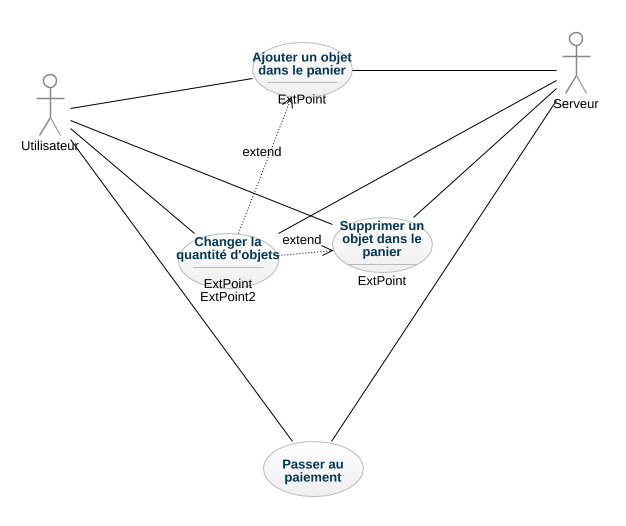 Ajouter un objet
dans le panier
ExtPoint
Utilisateur
Serveur
extend
Changer la
quantité d'objets
ExtPoint
ExtPoint2
extend
Supprimer un
objet dans le
panier
ExtPoint
Passer au
paiement